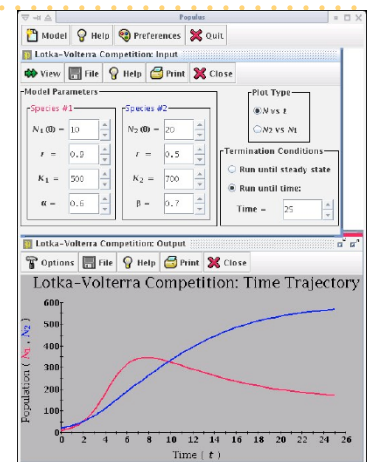 Populus
Model Help Preferences Quit
Lotka-Volterra Competition: Input
View File Help Print Close
Model Parameters
Species #1
N1(0) = 10
r = 0.9
K1 = 500
α = 0.6
Species #2
N2(0) = 20
r = 0.5
K2 = 700
β = 0.7
Plot Type
N vs t
N2 vs N1
Termination Conditions
Run until steady state
Run until time:
Time = 25
Lotka-Volterra Competition: Output
Options File Help Print Close
Lotka-Volterra Competition: Time Trajectory
Population ( N1 , N2 )
600
500
400
300
200
100
0
0 2 4 6 8 10 12 14 16 18 20 22 24 26
Time ( t )